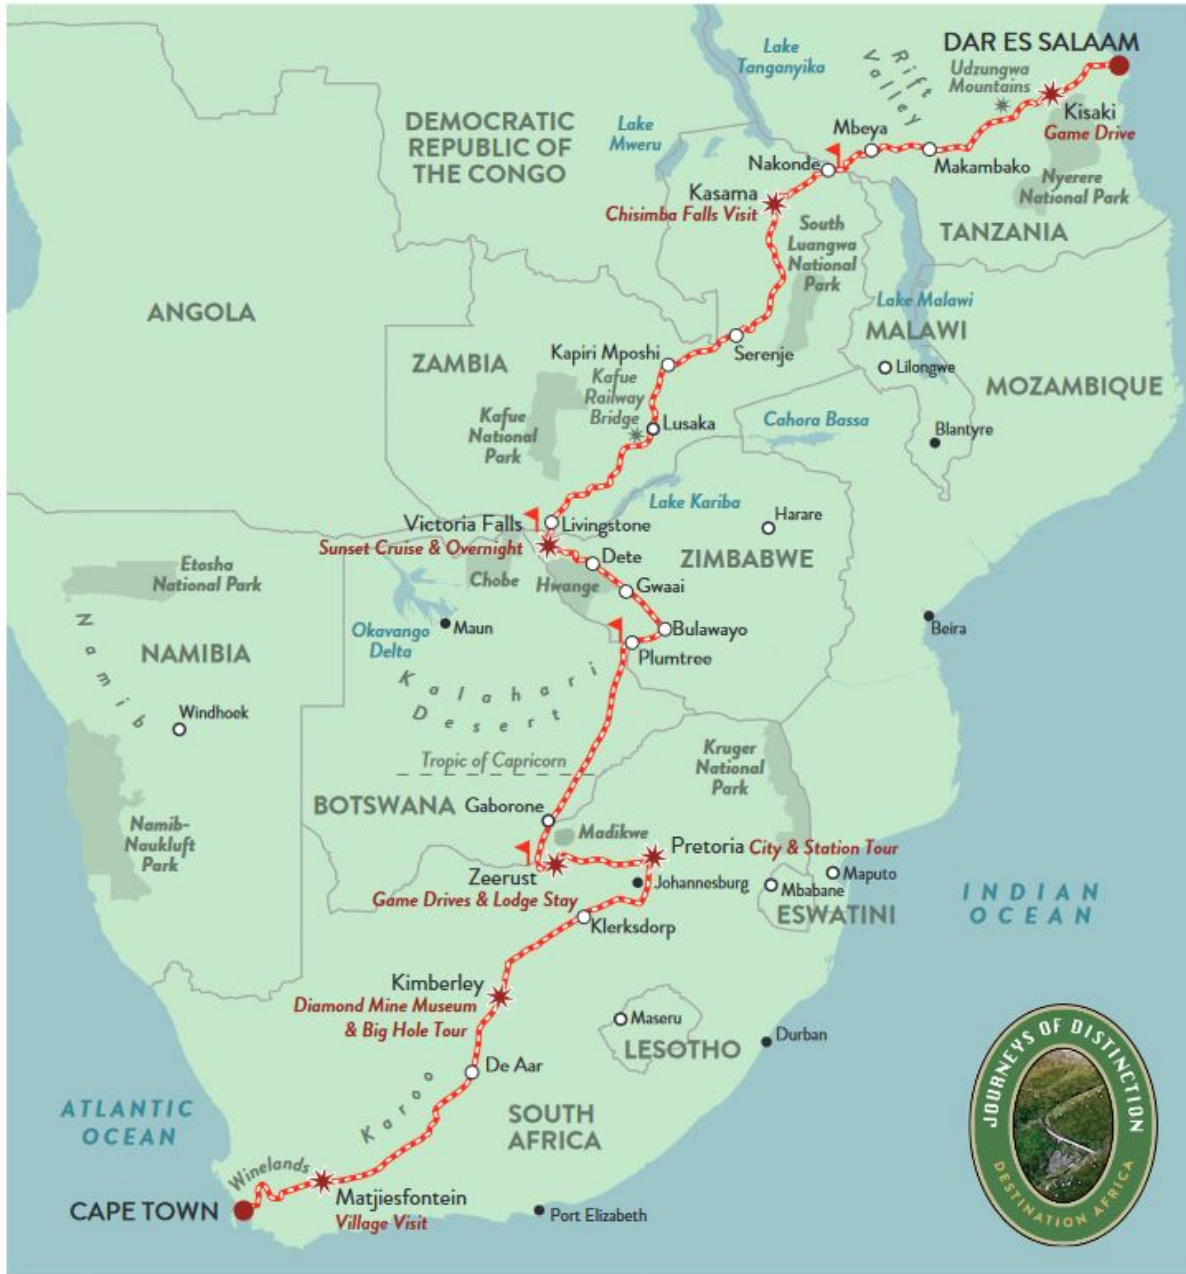 DAR ES SALAAM
Lake
Tanganyika
Rift
Valley
Udzungwa
Mountains
Kisaki
Game Drive
DEMOCRATIC
REPUBLIC OF
THE CONGO
Lake
Mweru
Mbeya
Nakonde
Makambako
Nyerere
National Park
Kasama
Chisimba Falls Visit
South
Luangwa
National
Park
TANZANIA
ANGOLA
Lake Malawi
MALAWI
ZAMBIA
Kapiri Mposhi
Serenje
Lilongwe
MOZAMBIQUE
Kafue
Railway
Bridge
Kafue
National
Park
Lusaka
Cahora Bassa
Blantyre
Lake Kariba
Harare
Victoria Falls
Livingstone
Sunset Cruise & Overnight
Dete
ZIMBABWE
Etosha
National Park
Chobe
Hwange
Gwaai
Namib
Okavango
Delta
Maun
Bulawayo
Beira
NAMIBIA
Plumtree
Kalahari
Desert
Windhoek
Tropic of Capricorn
Kruger
National
Park
BOTSWANA
Gaborone
Namib-
Naukluft
Park
Madikwe
Pretoria City & Station Tour
Zeerust
Game Drives & Lodge Stay
Johannesburg
Mbabane
Maputo
ESWATINI
INDIAN
OCEAN
Klerksdorp
Kimberley
Diamond Mine Museum
& Big Hole Tour
Maseru
LESOTHO
Durban
De Aar
Karoo
ATLANTIC
OCEAN
SOUTH
AFRICA
Winelands
Matjiesfontein
Village Visit
CAPE TOWN
Port Elizabeth
JOURNEYS OF DISTINCTION
DESTINATION AFRICA